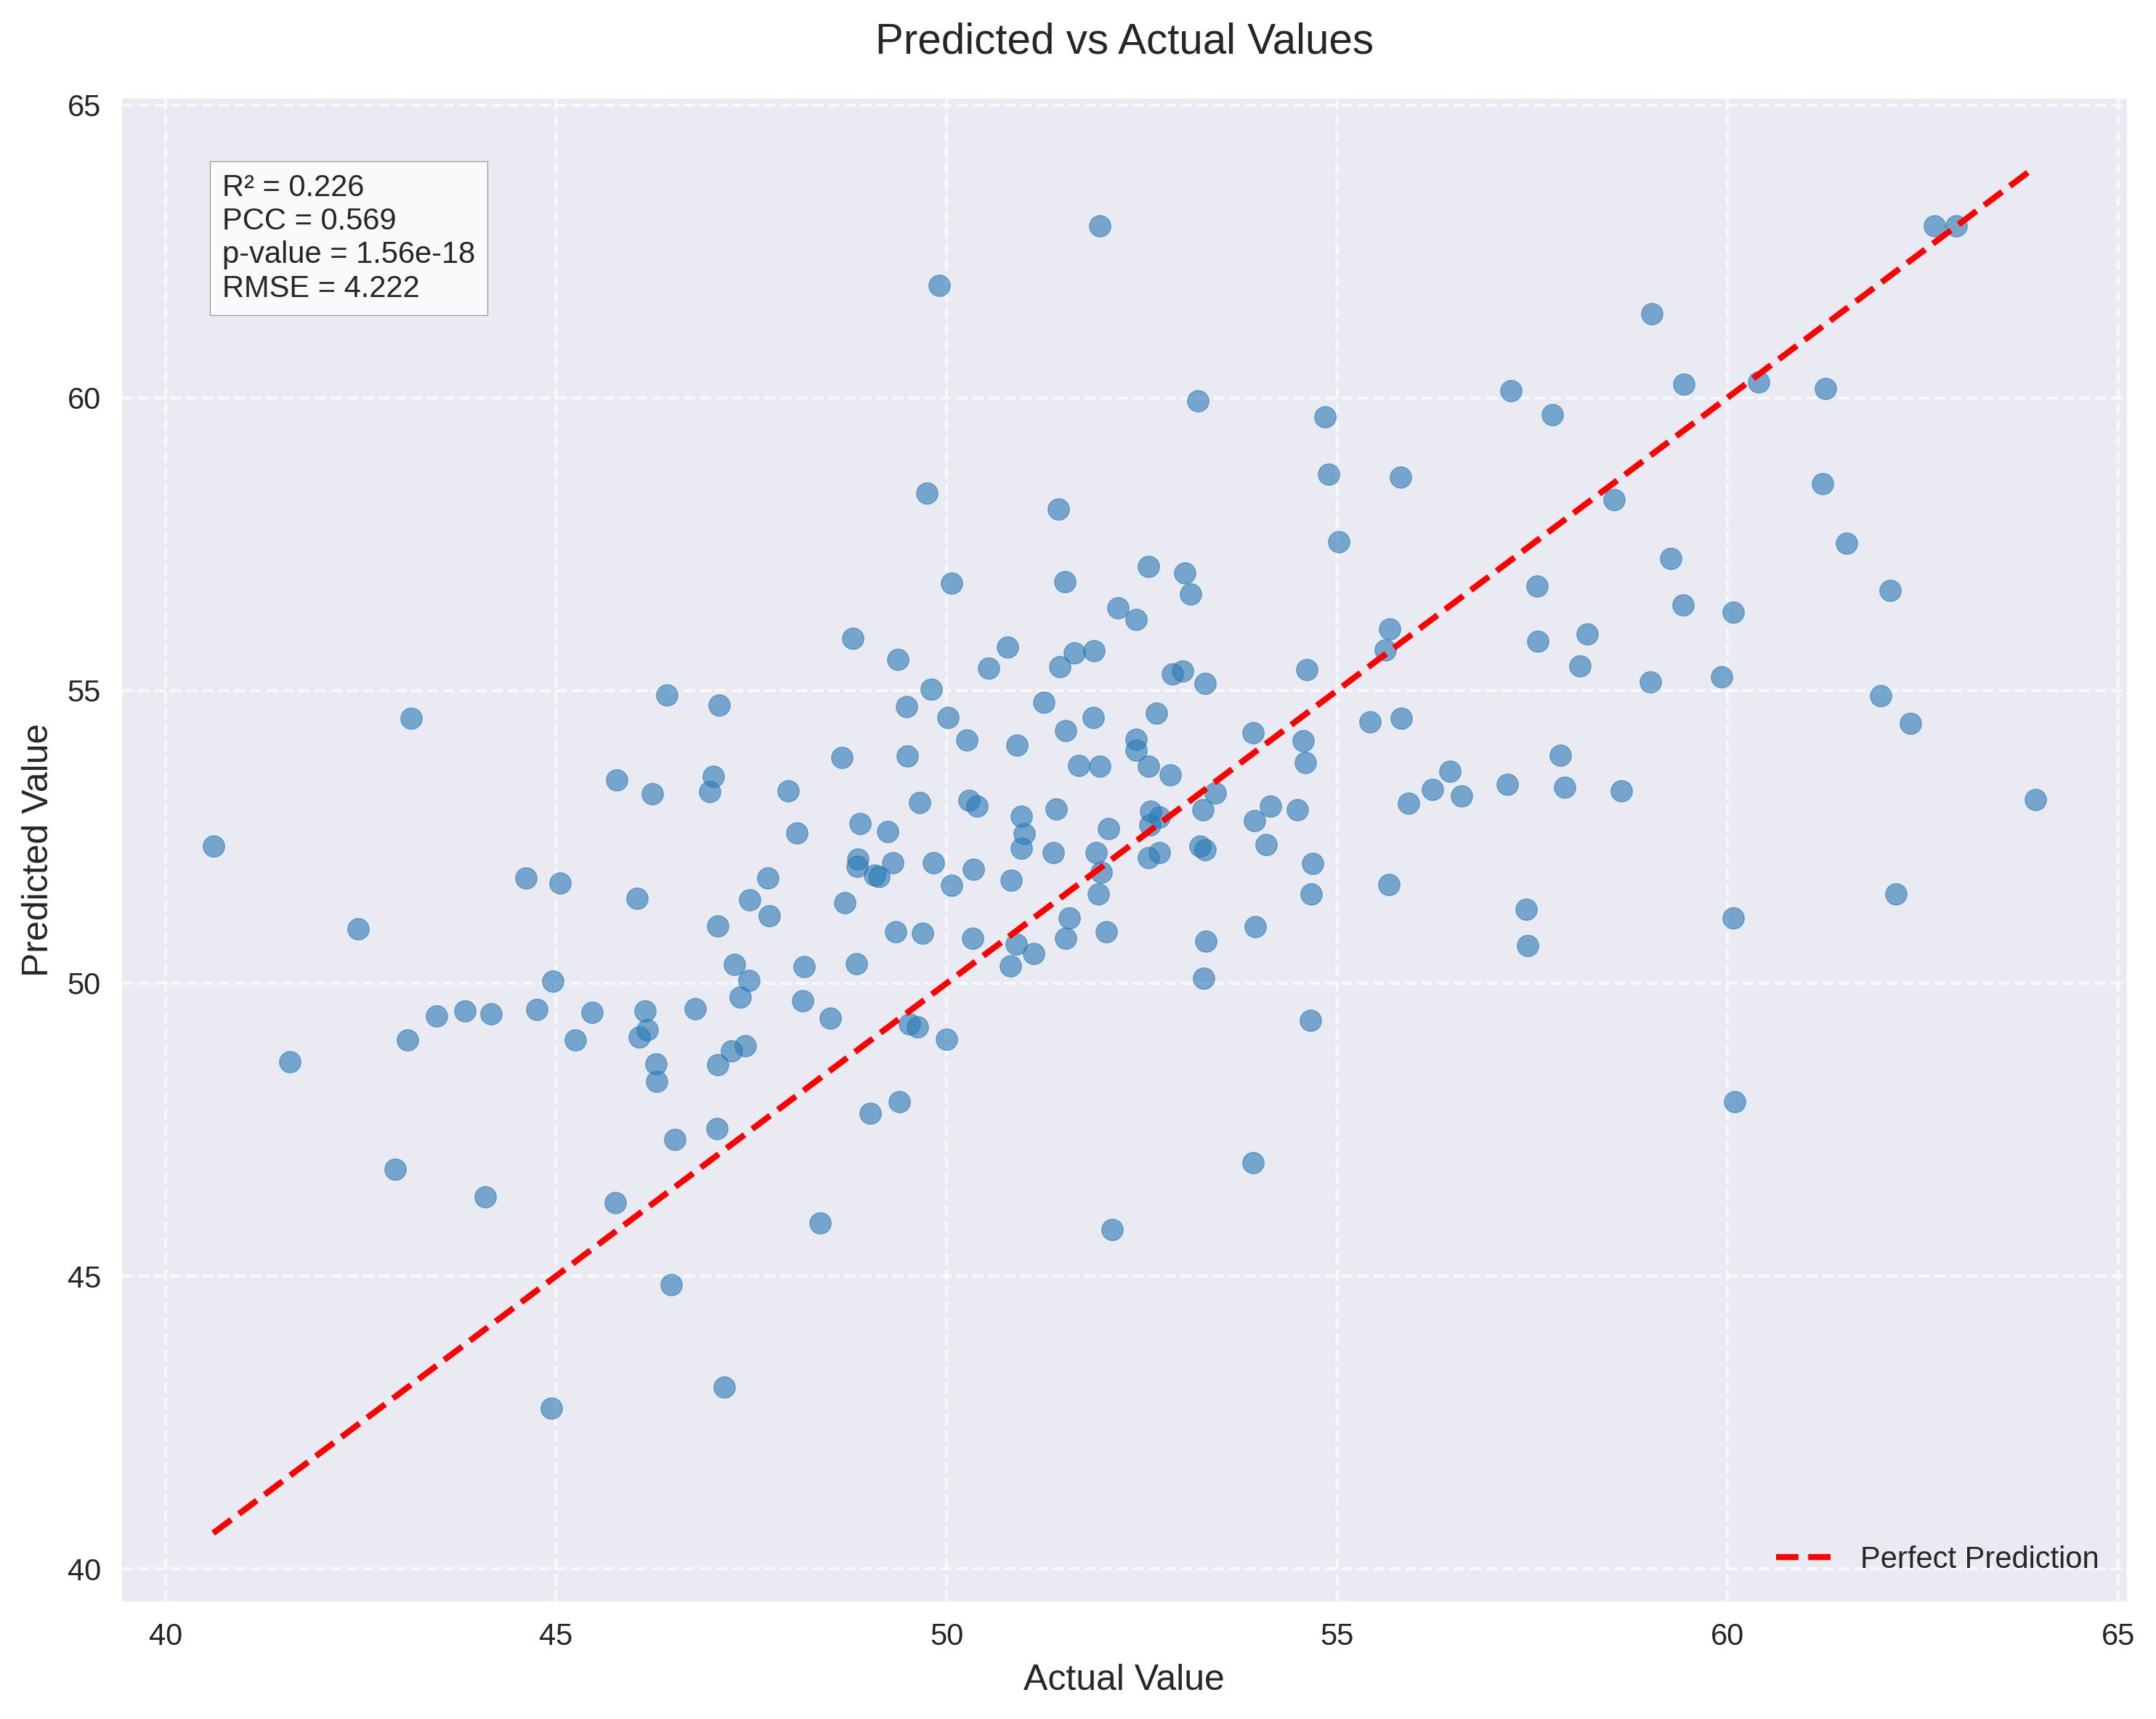 Predicted vs Actual Values
65
60
55
50
45
40
Predicted Value
R² = 0.226
PCC = 0.569
p-value = 1.56e-18
RMSE = 4.222
Perfect Prediction
40 45 50 55 60 65
Actual Value